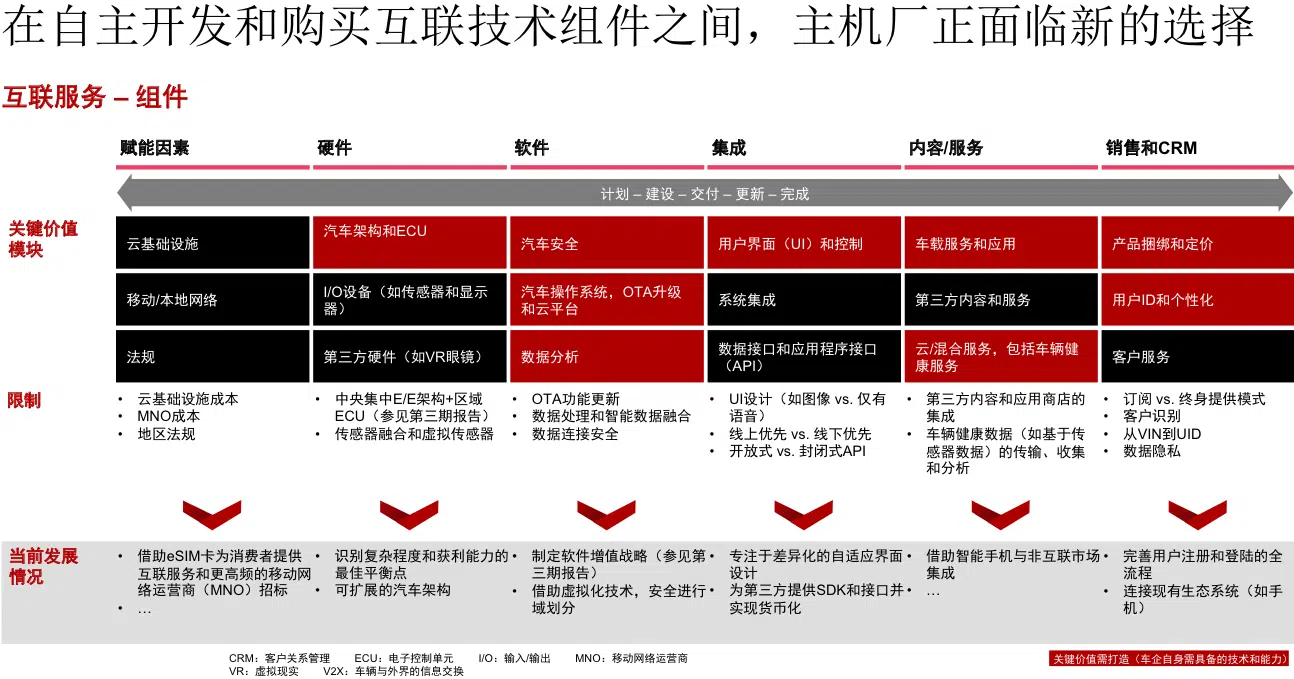 在自主开发和购买互联技术组件之间，主机厂正面临新的选择
互联服务 – 组件
赋能因素
硬件
软件
集成
内容/服务
销售和CRM
计划 – 建设 – 交付 – 更新 – 完成
关键价值
模块
云基础设施
汽车架构和ECU
汽车安全
用户界面（UI）和控制
车载服务和应用
产品捆绑和定价
移动/本地网络
I/O设备（如传感器和显示
器）
汽车操作系统，OTA升级
和云平台
系统集成
第三方内容和服务
用户ID和个性化
法规
第三方硬件（如VR眼镜）
数据分析
数据接口和应用程序接口
（API）
云/混合服务，包括车辆健
康服务
客户服务
限制
• 云基础设施成本
• MNO成本
• 地区法规
• 中央集中E/E架构+区域
ECU（参见第三期报告）
• 传感器融合和虚拟传感器
• OTA功能更新
• 数据处理和智能数据融合
• 数据连接安全
• UI设计（如图像 vs. 仅有
语音）
• 线上优先 vs. 线下优先
• 开放式 vs. 封闭式API
• 第三方内容和应用商店的
集成
• 车辆健康数据（如基于传
感器数据）的传输、收集
和分析
• 订阅 vs. 终身提供模式
• 客户识别
• 从VIN到UID
• 数据隐私
当前发展
情况
• 借助eSIM卡为消费者提供
互联服务和更高频的移动网
络运营商（MNO）招标
• …
• 识别复杂程度和获利能力的
最佳平衡点
• 可扩展的汽车架构
• 制定软件增值战略（参见第
三期报告）
• 借助虚拟化技术，安全进行
域划分
• 专注于差异化的自适应界面
设计
• 为第三方提供SDK和接口并
实现货币化
• 借助智能手机与非互联市场
集成
• …
• 完善用户注册和登陆的全
流程
• 连接现有生态系统（如手
机）
CRM：客户关系管理 ECU：电子控制单元 I/O：输入/输出 MNO：移动网络运营商
VR：虚拟现实 V2X：车辆与外界的信息交换
关键价值需打造（车企自身需具备的技术和能力）